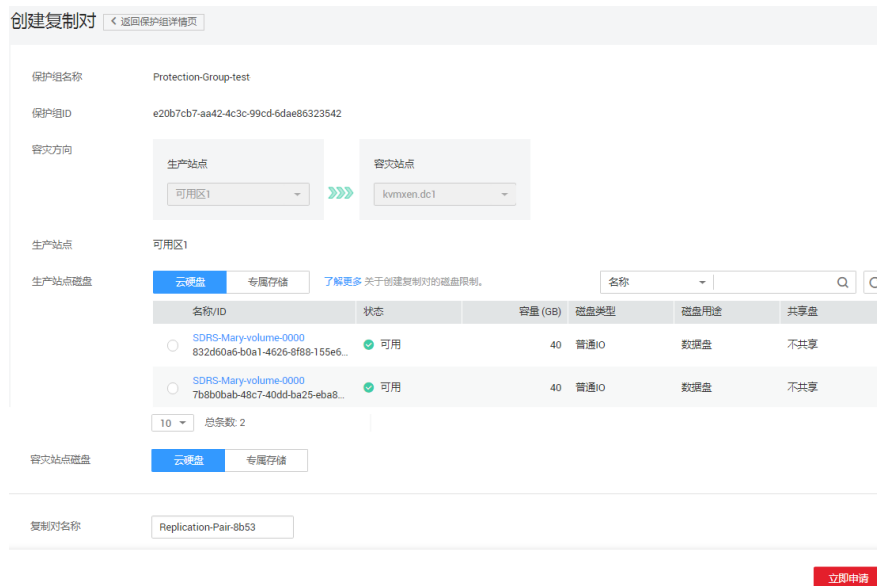 创建复制对 < 返回保护组详情页
保护组名称 Protection-Group-test
保护组ID e20b7cb7-aa42-4c3c-99cd-6dae86323542
容灾方向
生产站点 容灾站点
可用区1 kvmxen.dc1
生产站点 可用区1
生产站点磁盘 云硬盘 专属存储 了解更多 关于创建复制对的磁盘限制。 名称
名称/ID 状态 容量 (GB) 磁盘类型 磁盘用途 共享盘
SDRS-Mary-volume-0000
832d60a6-b0a1-4626-8f88-155e6... 可用 40 普通IO 数据盘 不共享
SDRS-Mary-volume-0000
7b8b0bab-48c7-40dd-ba25-eba8... 可用 40 普通IO 数据盘 不共享
10 总条数: 2
容灾站点磁盘 云硬盘 专属存储
复制对名称 Replication-Pair-8b53
立即申请